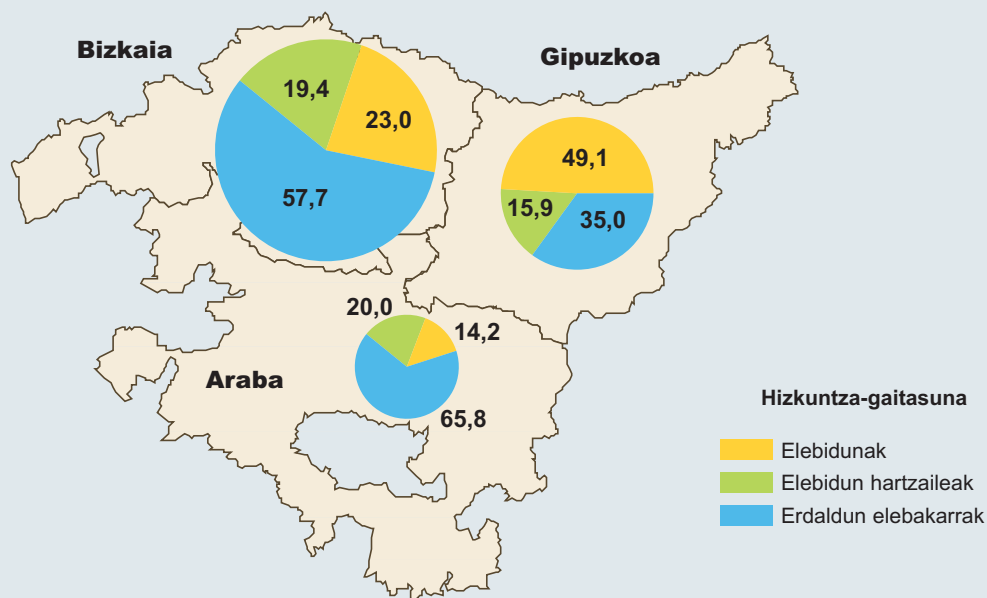 Bizkaia
Gipuzkoa
19,4
23,0
57,7
49,1
15,9
35,0
20,0
14,2
Araba
65,8
Hizkuntza-gaitasuna
Elebidunak
Elebidun hartzaileak
Erdaldun elebakarrak